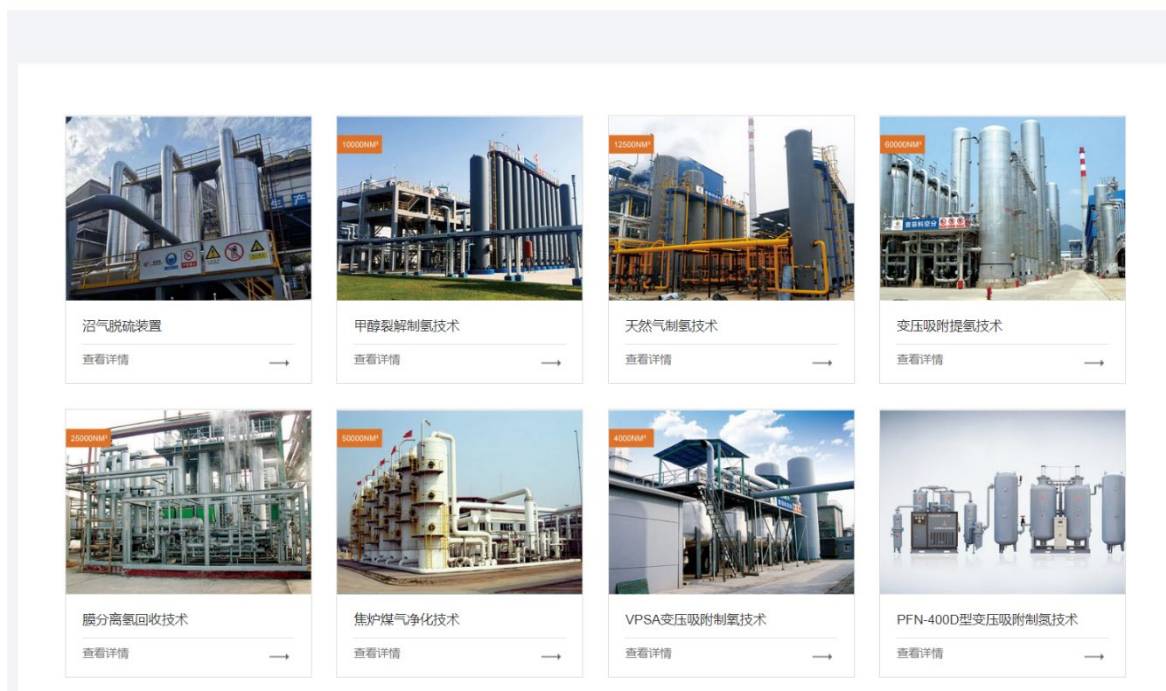 10000NM³
12500NM³
60000NM³
沼气脱硫装置
甲醇裂解制氢技术
天然气制氢技术
变压吸附提氢技术
查看详情
查看详情
查看详情
查看详情
25000NM³
50000NM³
4000NM³
膜分离氢回收技术
焦炉煤气净化技术
VPSA变压吸附制氧技术
PFN-400D型变压吸附制氮技术
查看详情
查看详情
查看详情
查看详情